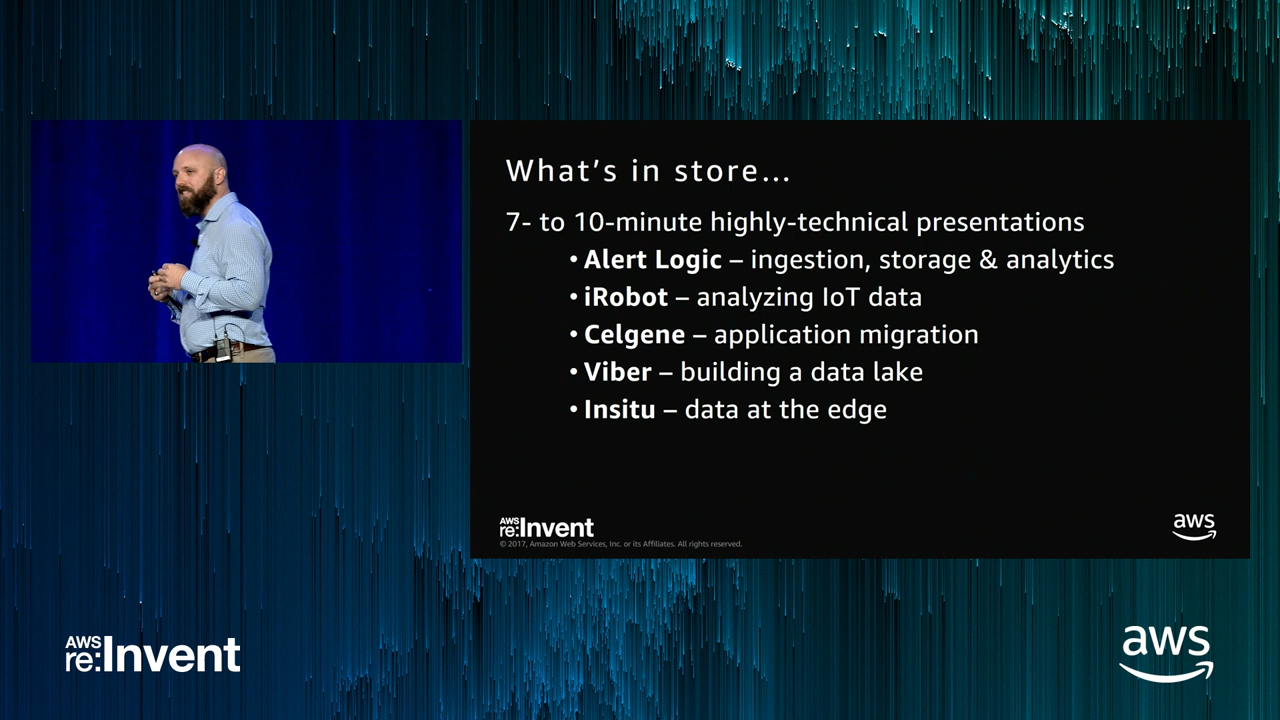 What's in store...
7- to 10-minute highly-technical presentations
• Alert Logic – ingestion, storage & analytics
• iRobot – analyzing IoT data
• Celgene – application migration
• Viber – building a data lake
• Insitu – data at the edge
AWS
re:Invent
aws
© 2017, Amazon Web Services, Inc. or its Affiliates. All rights reserved.
AWS
re:Invent
aws